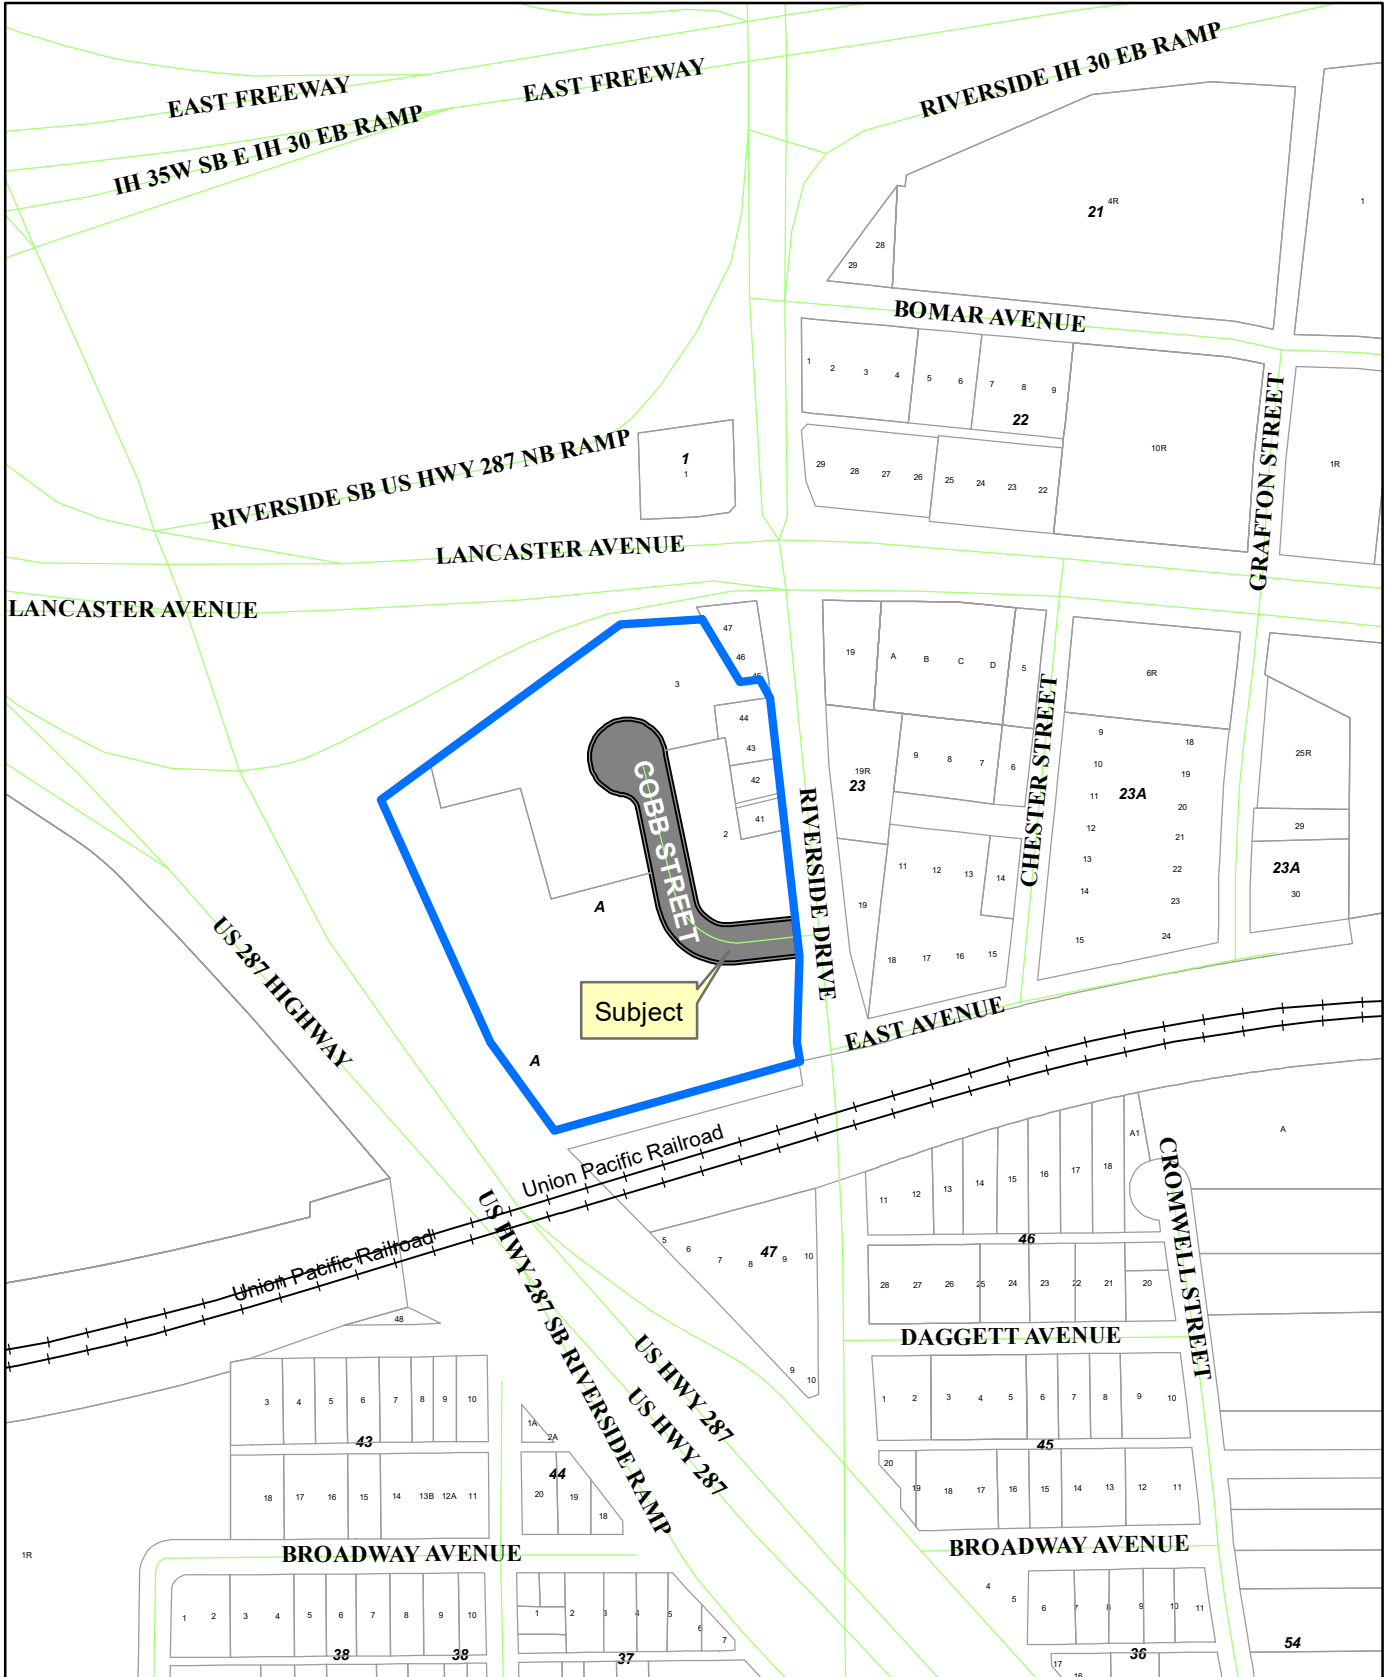 EAST FREEWAY
EAST FREEWAY
RIVERSIDE IH 30 EB RAMP
IH 35W SB E IH 30 EB RAMP
21 4R
1
28
29
BOMAR AVENUE
1 2 3 4 5 6 7 8 9
22
10R
GRAFTON STREET
1R
29 28 27 26 25 24 23 22
1
1
RIVERSIDE SB US HWY 287 NB RAMP
LANCASTER AVENUE
LANCASTER AVENUE
47
46
45
3
44
43
42
41
2
COBB STREET
A
A
Subject
RIVERSIDE DRIVE
19 A B C D 5
19R
23
9 8 7 6
11 12 13 14
19
18 17 16 15
CHESTER STREET
6R
9 18
10 19
11 23A 20
12 21
13 22
14 23
15 24
25R
29
23A
30
EAST AVENUE
US 287 HIGHWAY
Union Pacific Railroad
Union Pacific Railroad
US HWY 287 SB RIVERSIDE RAMP
US HWY 287
US HWY 287
5 6 7 8 47 9 10
9 10
11 12 13 14 15 16 17 18 A1
A
46
28 27 26 25 24 23 22 21 20
CROMWELL STREET
DAGGETT AVENUE
1 2 3 4 5 6 7 8 9 10
45
20 19 18 17 16 15 14 13 12 11
48
3 4 5 6 7 8 9 10
43
18 17 16 15 14 13B 12A 11
1A
2A
44
20 19 18
1R
BROADWAY AVENUE
BROADWAY AVENUE
1 2 3 4 5 6 7 8 9 10
38 38
1 2 3 4 5 6 7
37
4 5 6 7 8 9 10 11
36
17 16
54